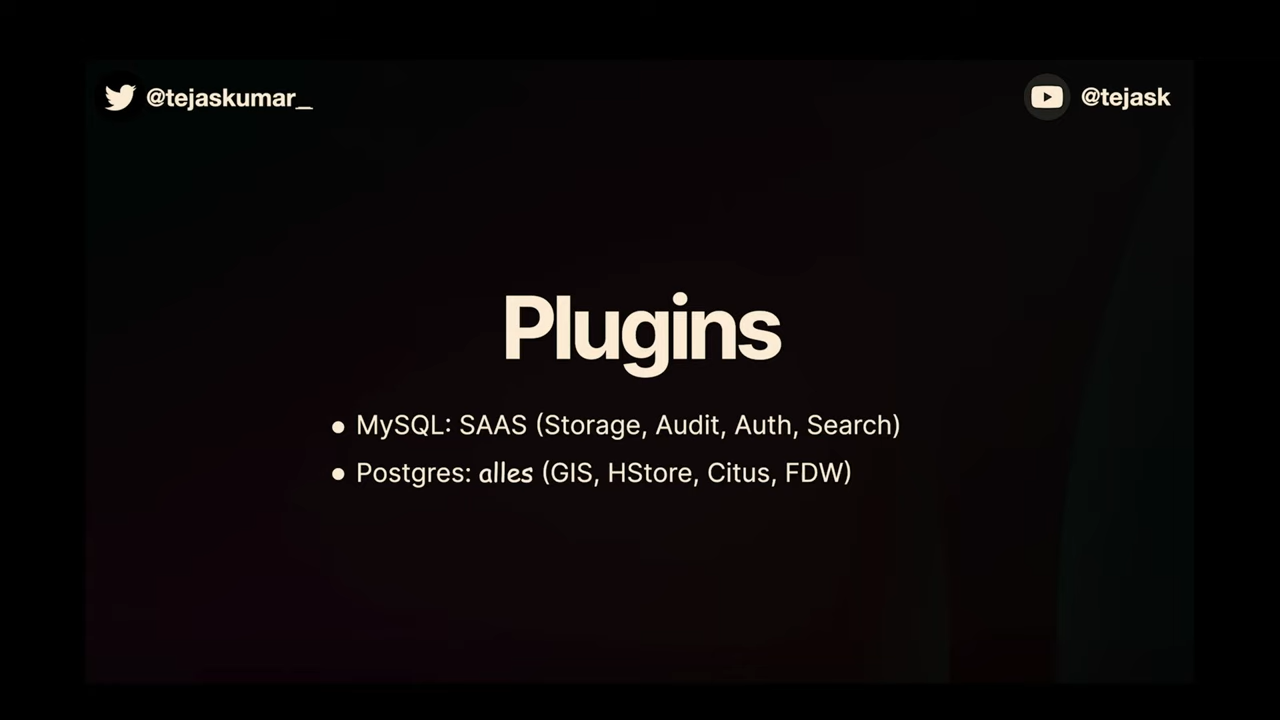 @tejaskumar_
@tejask
Plugins
• MySQL: SAAS (Storage, Audit, Auth, Search)
• Postgres: alles (GIS, HStore, Citus, FDW)